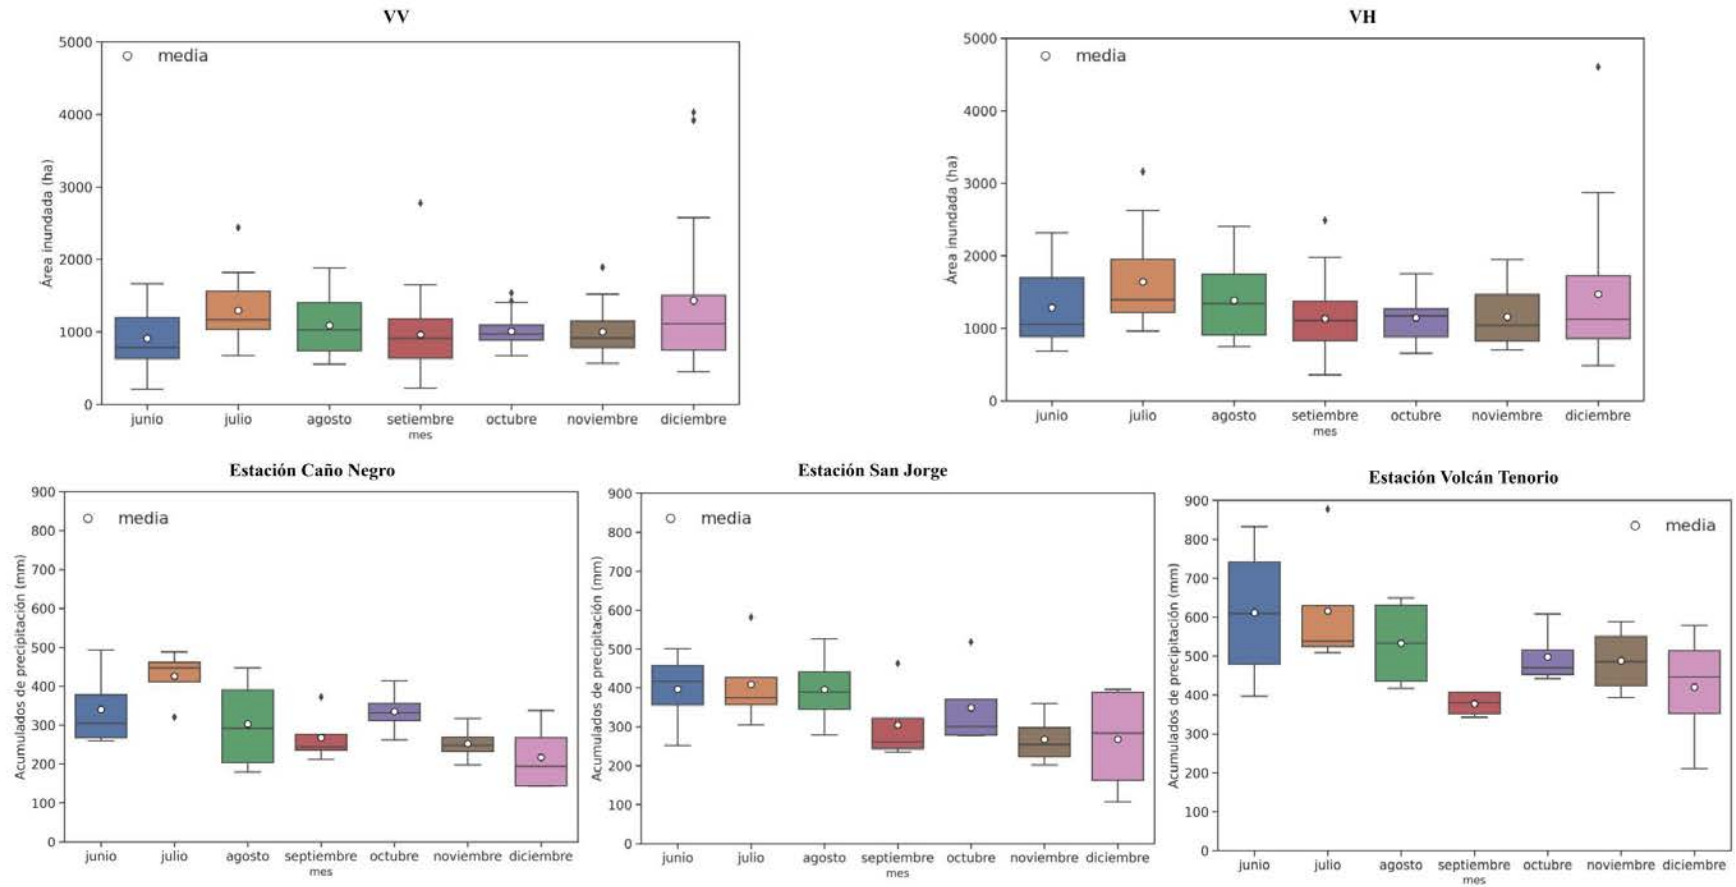 VV
media
5000
4000
3000
2000
1000
0
Área inundada (ha)
junio julio agosto setiembre octubre noviembre diciembre
mes
VH
media
5000
4000
3000
2000
1000
0
Área inundada (ha)
junio julio agosto setiembre octubre noviembre diciembre
mes
Estación Caño Negro
media
900
800
700
600
500
400
300
200
100
0
Acumulados de precipitación (mm)
junio julio agosto septiembre octubre noviembre diciembre
mes
Estación San Jorge
media
900
800
700
600
500
400
300
200
100
0
Acumulados de precipitación (mm)
junio julio agosto septiembre octubre noviembre diciembre
mes
Estación Volcán Tenorio
media
900
800
700
600
500
400
300
200
100
0
Acumulados de precipitación (mm)
junio julio agosto septiembre octubre noviembre diciembre
mes